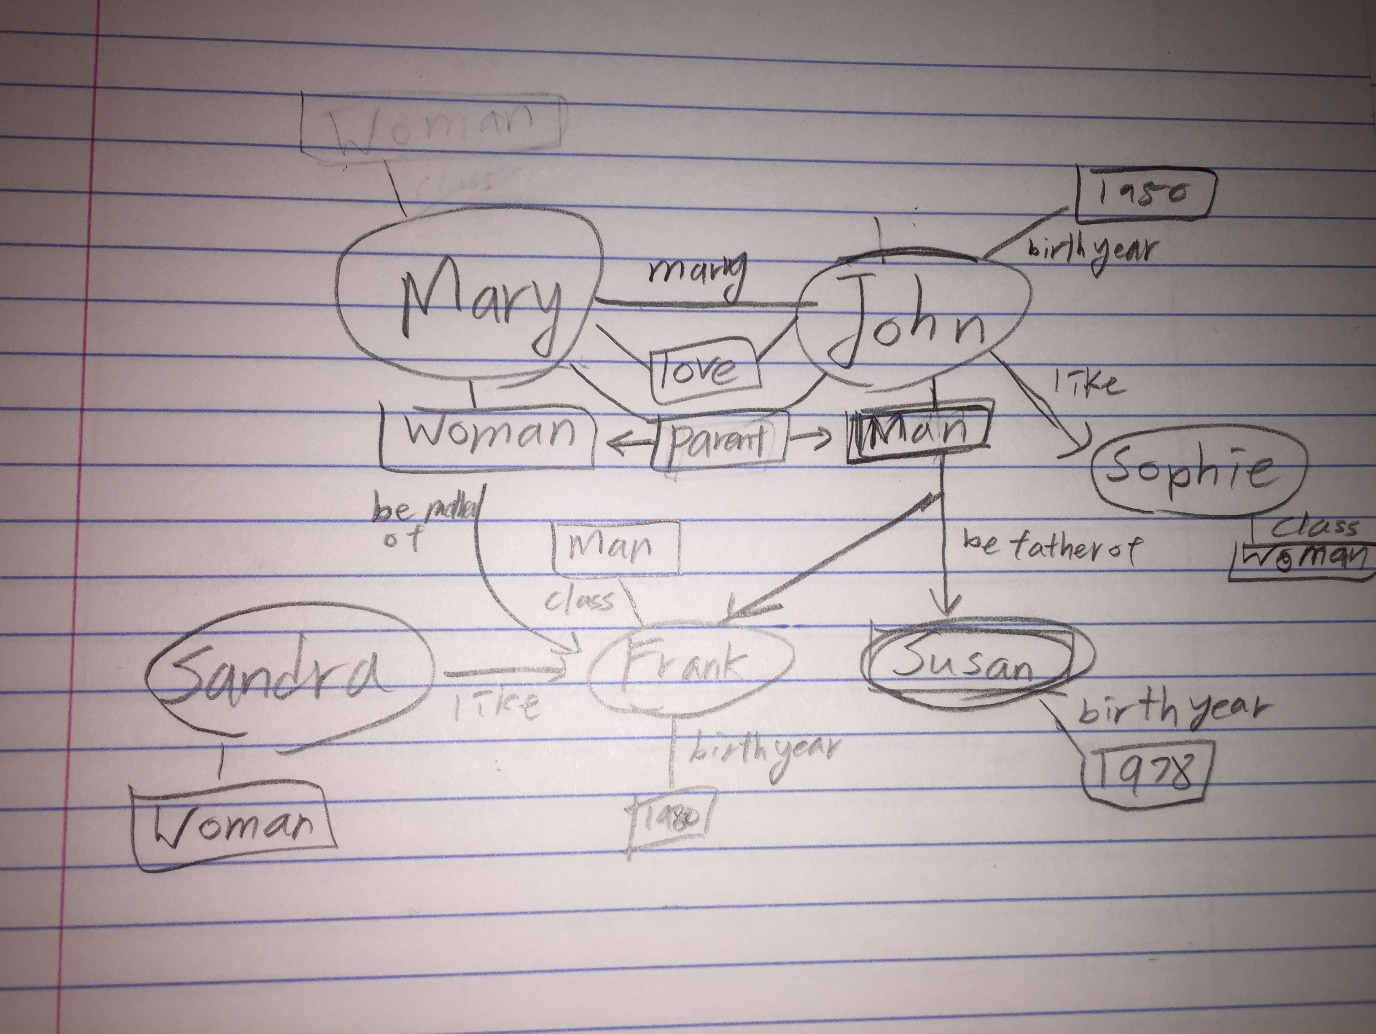 Woman
class
1950
birth year
Mary
marry
John
love
like
Woman
parent
Man
Sophie
class
Woman
be mother
of
Man
be father of
class
Sandra
like
Frank
Susan
birth year
birth year
1978
Woman
1980